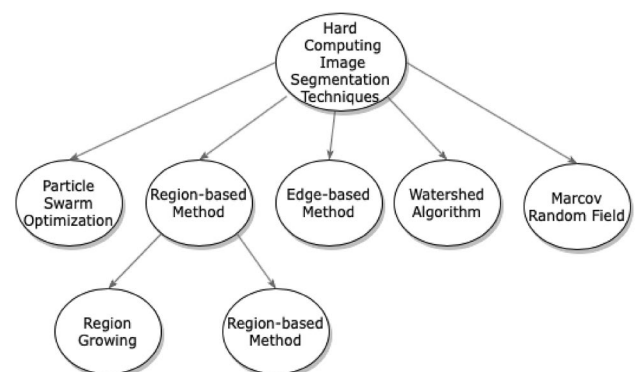 Hard
Computing
Image
Segmentation
Techniques
Particle
Swarm
Optimization
Region-based
Method
Edge-based
Method
Watershed
Algorithm
Marcov
Random Field
Region
Growing
Region-based
Method